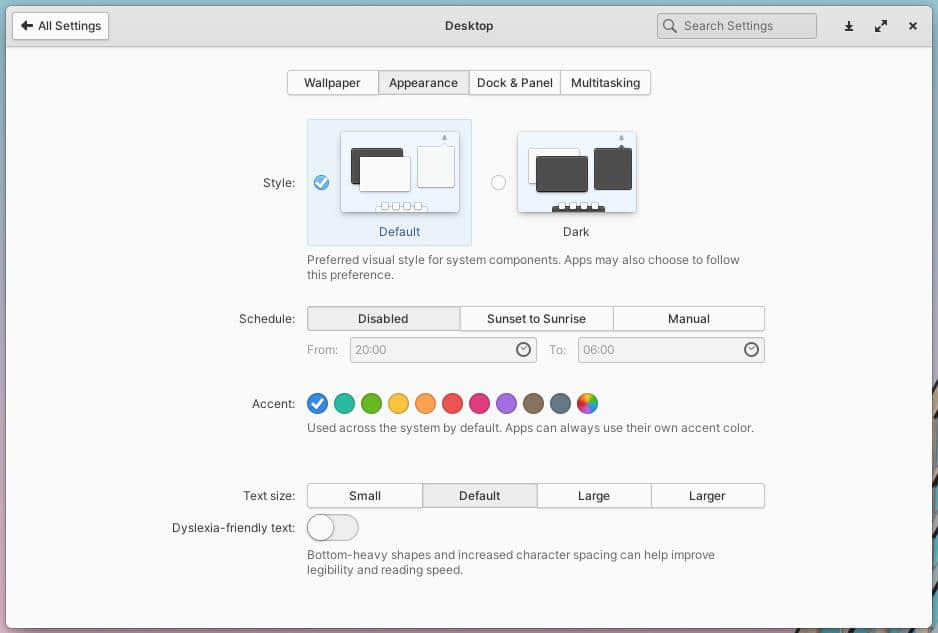 All Settings
Desktop
Search Settings
Wallpaper
Appearance
Dock & Panel
Multitasking
Style:
Default
Dark
Preferred visual style for system components. Apps may also choose to follow
this preference.
Schedule:
Disabled
Sunset to Sunrise
Manual
From:
20:00
To:
06:00
Accent:
Used across the system by default. Apps can always use their own accent color.
Text size:
Small
Default
Large
Larger
Dyslexia-friendly text:
Bottom-heavy shapes and increased character spacing can help improve
legibility and reading speed.